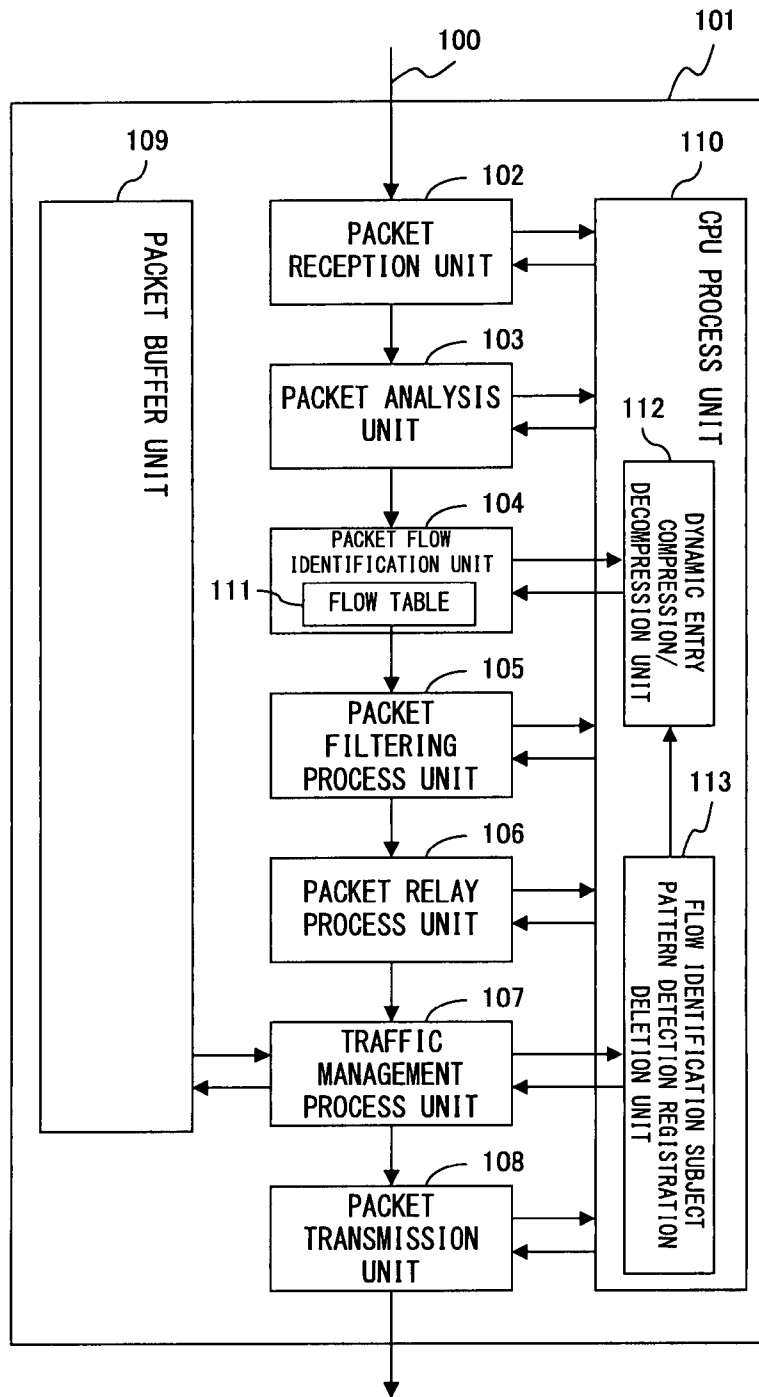 101
100
109
PACKET BUFFER UNIT
102
PACKET
RECEPTION UNIT
110
CPU PROCESS UNIT
103
PACKET ANALYSIS
UNIT
112
DYNAMIC ENTRY
COMPRESSION/
DECOMPRESSION UNIT
104
PACKET FLOW
IDENTIFICATION UNIT
111
FLOW TABLE
105
PACKET
FILTERING
PROCESS UNIT
113
FLOW IDENTIFICATION SUBJECT
PATTERN DETECTION REGISTRATION
DELETION UNIT
106
PACKET RELAY
PROCESS UNIT
107
TRAFFIC
MANAGEMENT
PROCESS UNIT
108
PACKET
TRANSMISSION
UNIT